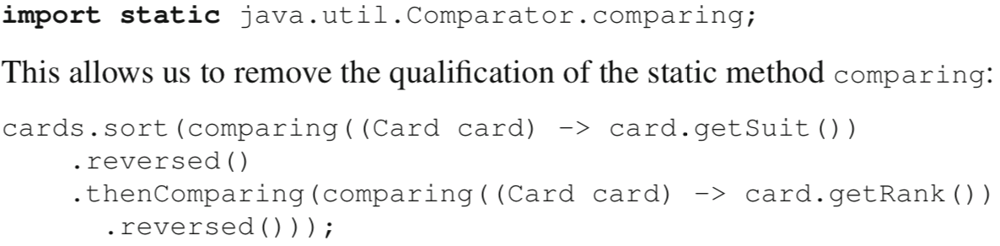 import static java.util.Comparator.comparing;
This allows us to remove the qualification of the static method comparing:
cards.sort(comparing((Card card) -> card.getSuit())
.reversed()
.thenComparing(comparing((Card card) -> card.getRank())
.reversed()));